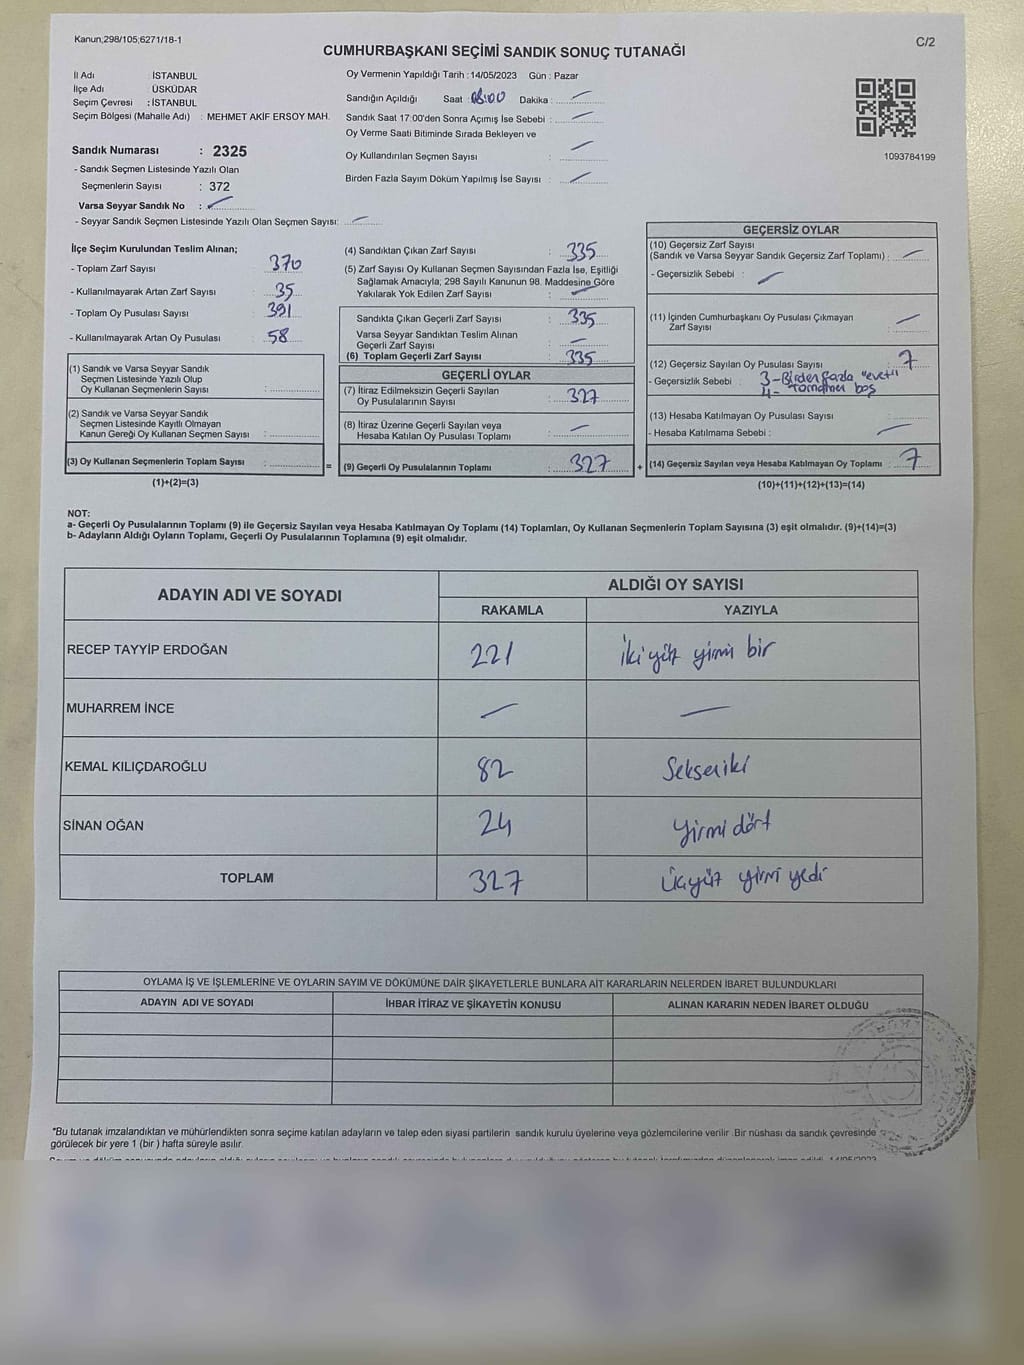 Kanun;298/105;6271/18-1
C/2
CUMHURBAŞKANI SEÇİMİ SANDIK SONUÇ TUTANAĞI
İl Adı : İSTANBUL
İlçe Adı : ÜSKÜDAR
Seçim Çevresi : İSTANBUL
Seçim Bölgesi (Mahalle Adı) : MEHMET AKİF ERSOY MAH.
Sandık Numarası : 2325
- Sandık Seçmen Listesinde Yazılı Olan
Seçmenlerin Sayısı : 372
Varsa Seyyar Sandık No :
- Seyyar Sandık Seçmen Listesinde Yazılı Olan Seçmen Sayısı:
Oy Vermenin Yapıldığı Tarih : 14/05/2023 Gün : Pazar
Sandığın Açıldığı Saat : 08:00 Dakika :
Sandık Saat 17:00'den Sonra Açımış İse Sebebi :
Oy Verme Saati Bitiminde Sırada Bekleyen ve
Oy Kullandırılan Seçmen Sayısı :
Birden Fazla Sayım Döküm Yapılmış İse Sayısı :
1093784199
İlçe Seçim Kurulundan Teslim Alınan;
- Toplam Zarf Sayısı : 370
- Kullanılmayarak Artan Zarf Sayısı : 35
- Toplam Oy Pusulası Sayısı : 391
- Kullanılmayarak Artan Oy Pusulası : 58
(1) Sandık ve Varsa Seyyar Sandık
Seçmen Listesinde Yazılı Olup
Oy Kullanan Seçmenlerin Sayısı :
(2) Sandık ve Varsa Seyyar Sandık
Seçmen Listesinde Kayıtlı Olmayan
Kanun Gereği Oy Kullanan Seçmen Sayısı :
(3) Oy Kullanan Seçmenlerin Toplam Sayısı : =
(1)+(2)=(3)
(4) Sandıktan Çıkan Zarf Sayısı : 335
(5) Zarf Sayısı Oy Kullanan Seçmen Sayısından Fazla İse, Eşitliği
Sağlamak Amacıyla; 298 Sayılı Kanunun 98. Maddesine Göre
Yakılarak Yok Edilen Zarf Sayısı :
Sandıkta Çıkan Geçerli Zarf Sayısı : 335
Varsa Seyyar Sandıktan Teslim Alınan
Geçerli Zarf Sayısı :
(6) Toplam Geçerli Zarf Sayısı : 335
GEÇERLİ OYLAR
(7) İtiraz Edilmeksizin Geçerli Sayılan
Oy Pusulalarının Sayısı : 327
(8) İtiraz Üzerine Geçerli Sayılan veya
Hesaba Katılan Oy Pusulası Toplamı :
(9) Geçerli Oy Pusulalarının Toplamı : 327 +
GEÇERSİZ OYLAR
(10) Geçersiz Zarf Sayısı
(Sandık ve Varsa Seyyar Sandık Geçersiz Zarf Toplamı) :
- Geçersizlik Sebebi :
(11) İçinden Cumhurbaşkanı Oy Pusulası Çıkmayan
Zarf Sayısı :
(12) Geçersiz Sayılan Oy Pusulası Sayısı : 7
- Geçersizlik Sebebi : 3-Birden fazla "evet"
4- tamamen boş
(13) Hesaba Katılmayan Oy Pusulası Sayısı :
- Hesaba Katılmama Sebebi :
(14) Geçersiz Sayılan veya Hesaba Katılmayan Oy Toplamı : 7
(10)+(11)+(12)+(13)=(14)
NOT:
a- Geçerli Oy Pusulalarının Toplamı (9) ile Geçersiz Sayılan veya Hesaba Katılmayan Oy Toplamı (14) Toplamları, Oy Kullanan Seçmenlerin Toplam Sayısına (3) eşit olmalıdır. (9)+(14)=(3)
b- Adayların Aldığı Oyların Toplamı, Geçerli Oy Pusulalarının Toplamına (9) eşit olmalıdır.
ADAYIN ADI VE SOYADI
ALDIĞI OY SAYISI
RAKAMLA YAZIYLA
RECEP TAYYİP ERDOĞAN 221 İkiyüz yirmi bir
MUHARREM İNCE
KEMAL KILIÇDAROĞLU 82 Sekseniki
SİNAN OĞAN 24 Yirmi dört
TOPLAM 327 Üçyüz yirmi yedi
OYLAMA İŞ VE İŞLEMLERİNE VE OYLARIN SAYIM VE DÖKÜMÜNE DAİR ŞİKAYETLERLE BUNLARA AİT KARARLARIN NELERDEN İBARET BULUNDUKLARI
ADAYIN ADI VE SOYADI İHBAR İTİRAZ VE ŞİKAYETİN KONUSU ALINAN KARARIN NEDEN İBARET OLDUĞU
*Bu tutanak imzalandıktan ve mühürlendikten sonra seçime katılan adayların ve talep eden siyasi partilerin sandık kurulu üyelerine veya gözlemcilerine verilir. Bir nüshası da sandık çevresinde
görülecek bir yere 1 (bir) hafta süreyle asılır.